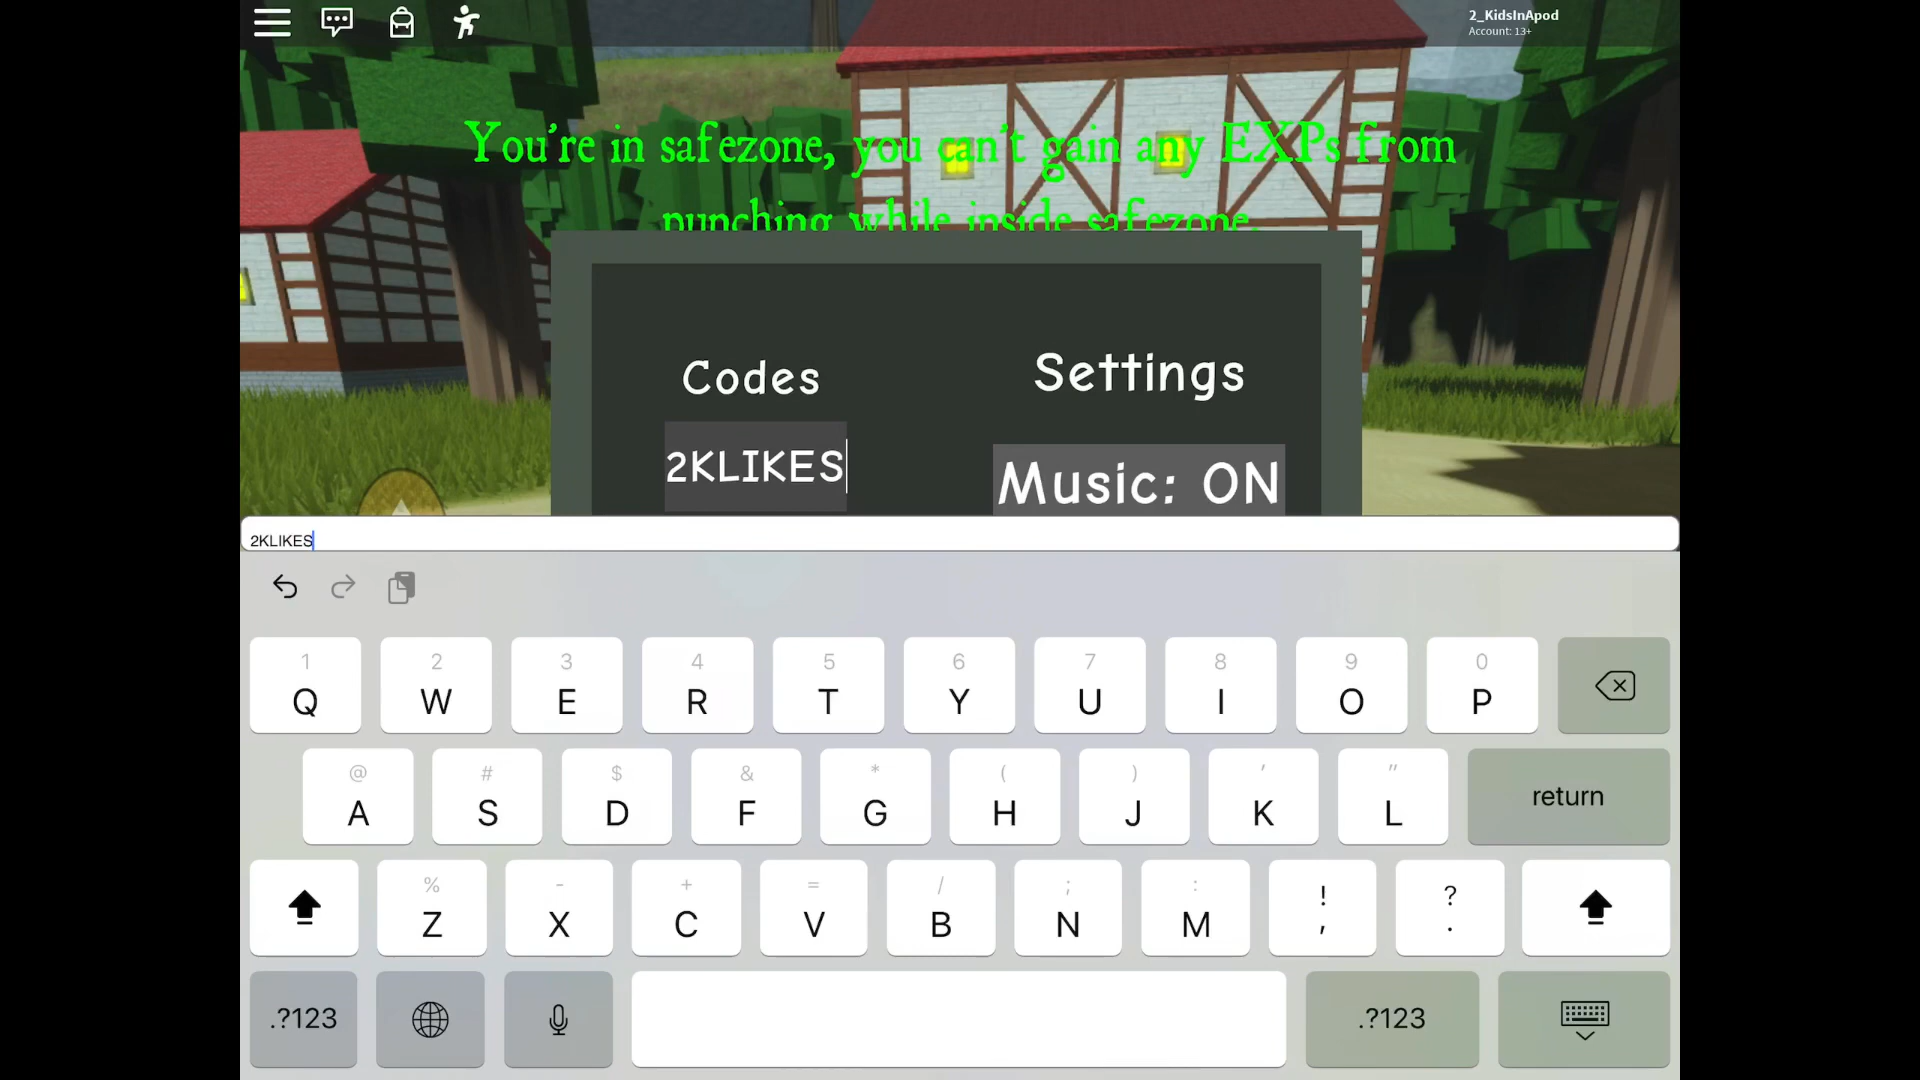 2_KidsInApod
Account: 13+
You're in safezone, you can't gain any EXPs from
punching while inside safezone.
Codes
Settings
2KLIKES
Music: ON
2KLIKES
1 2 3 4 5 6 7 8 9 0
Q W E R T Y U I O P
@ # $ & * ( ) ' "
A S D F G H J K L return
% - + = / ; : ! ?
Z X C V B N M , .
.?123 .?123